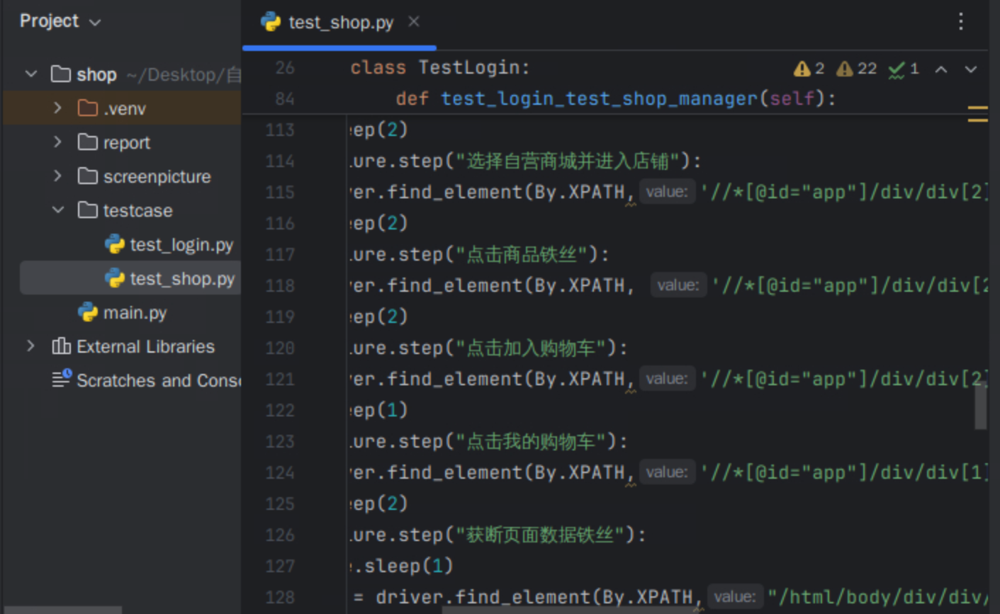 Project
shop ~/Desktop/自
.venv
report
screenpicture
testcase
test_login.py
test_shop.py
main.py
External Libraries
Scratches and Conso
test_shop.py
26 class TestLogin:
2 22 1
84 def test_login_test_shop_manager(self):
113 ep(2)
114 ure.step("选择自营商城并进入店铺"):
115 er.find_element(By.XPATH, value: '//*[@id="app"]/div/div[2]
116 ep(2)
117 ure.step("点击商品铁丝"):
118 er.find_element(By.XPATH, value: '//*[@id="app"]/div/div[2
119 ep(2)
120 ure.step("点击加入购物车"):
121 er.find_element(By.XPATH, value: '//*[@id="app"]/div/div[2]
122 ep(1)
123 ure.step("点击我的购物车"):
124 er.find_element(By.XPATH, value: '//*[@id="app"]/div/div[1]
125 ep(2)
126 ure.step("获断页面数据铁丝"):
127 .sleep(1)
128 = driver.find_element(By.XPATH, value: "/html/body/div/div/